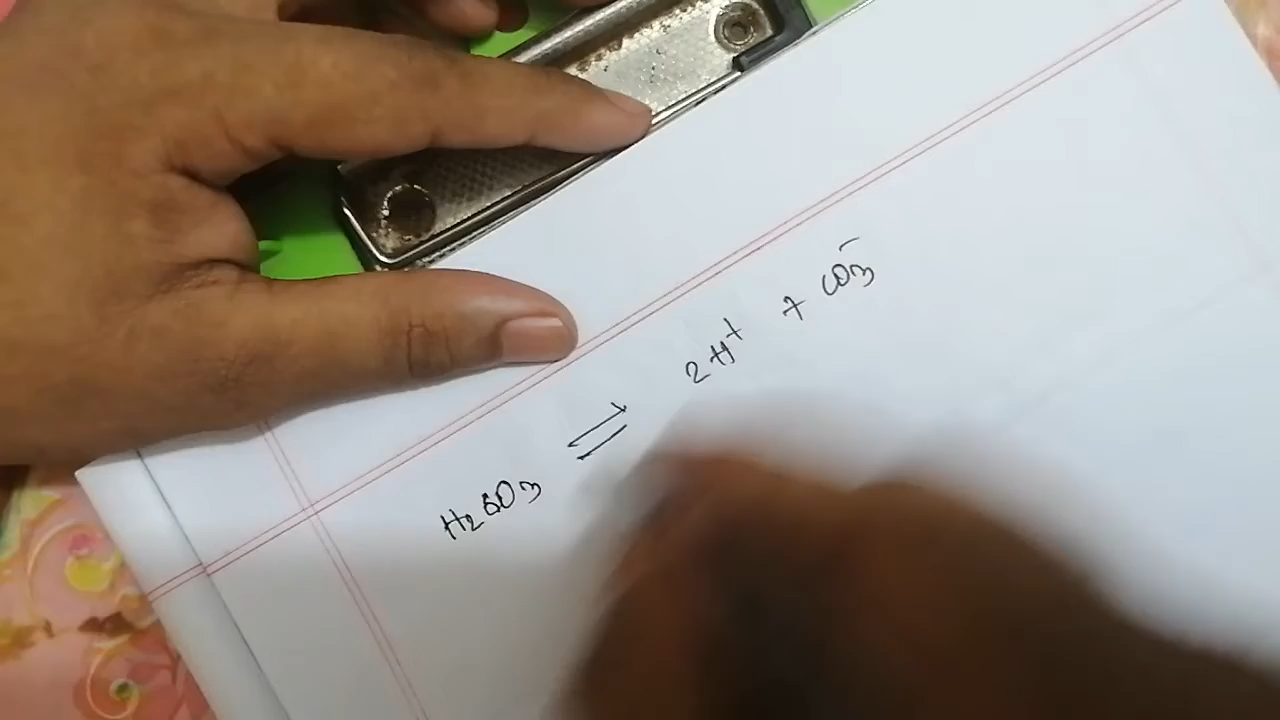 H₂CO₃ ⇌ 2H⁺ + CO₃⁻